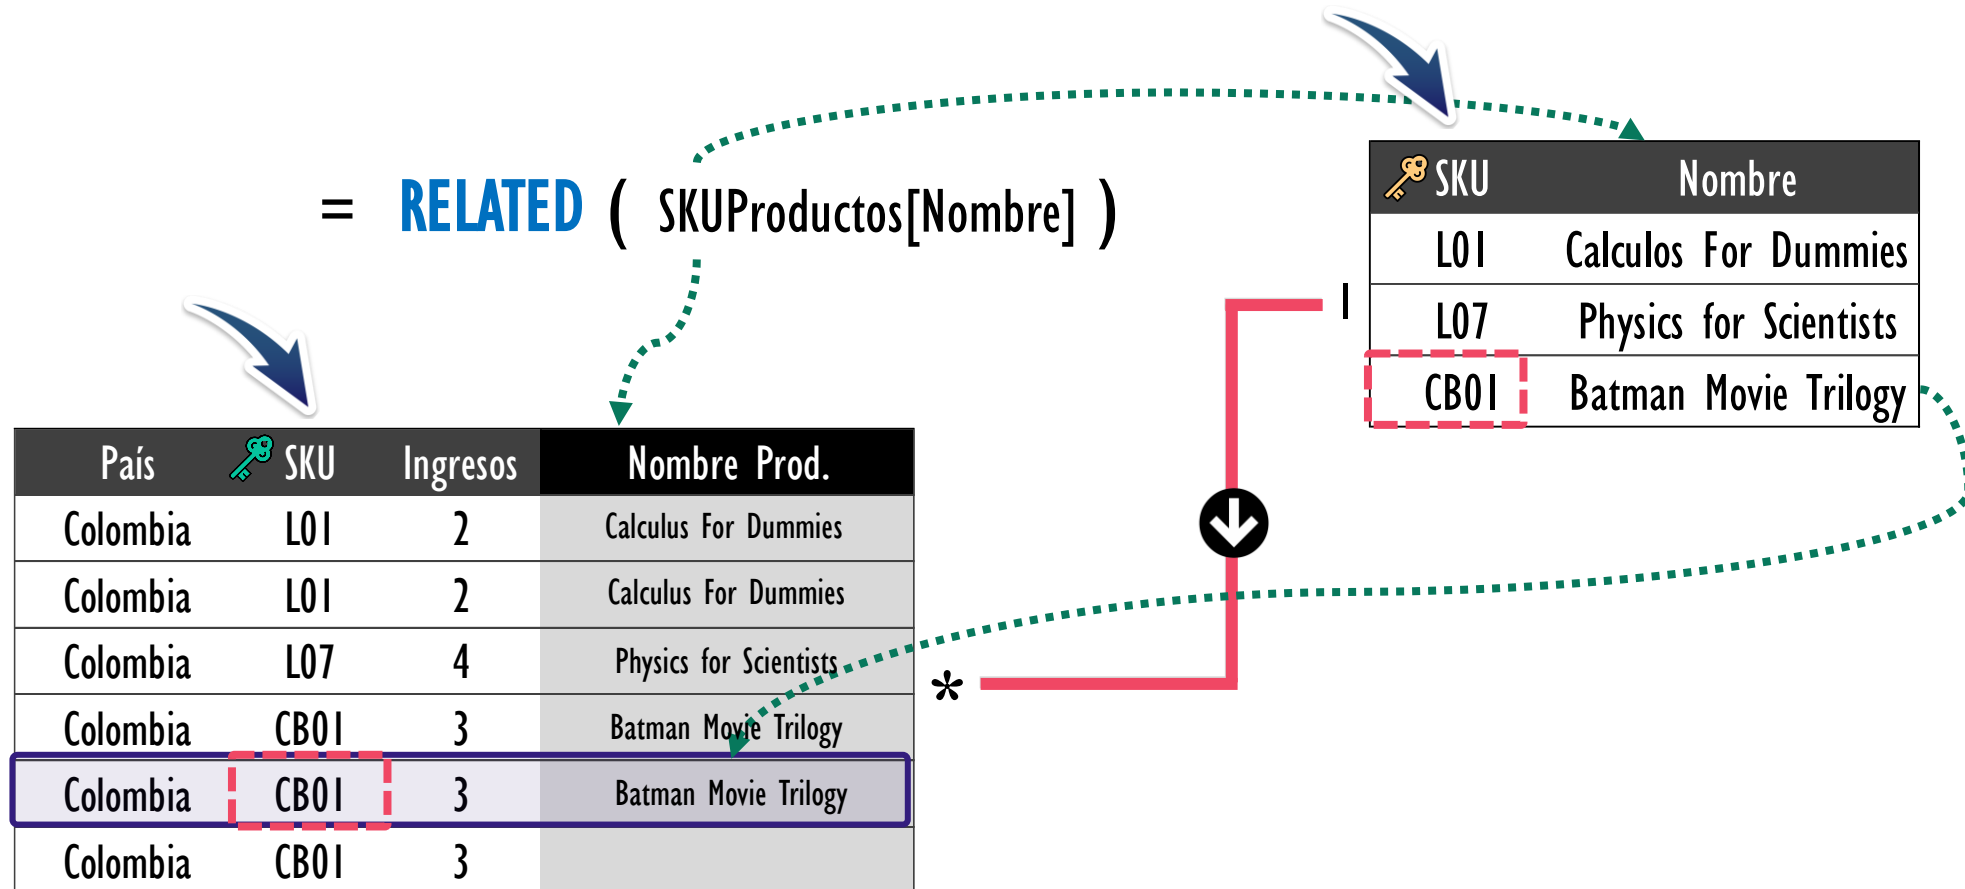 = RELATED ( SKUProductos[Nombre] )
SKU Nombre
L01 Calculos For Dummies
L07 Physics for Scientists
CB01 Batman Movie Trilogy
1
*
País SKU Ingresos Nombre Prod.
Colombia L01 2 Calculus For Dummies
Colombia L01 2 Calculus For Dummies
Colombia L07 4 Physics for Scientists
Colombia CB01 3 Batman Movie Trilogy
Colombia CB01 3 Batman Movie Trilogy
Colombia CB01 3